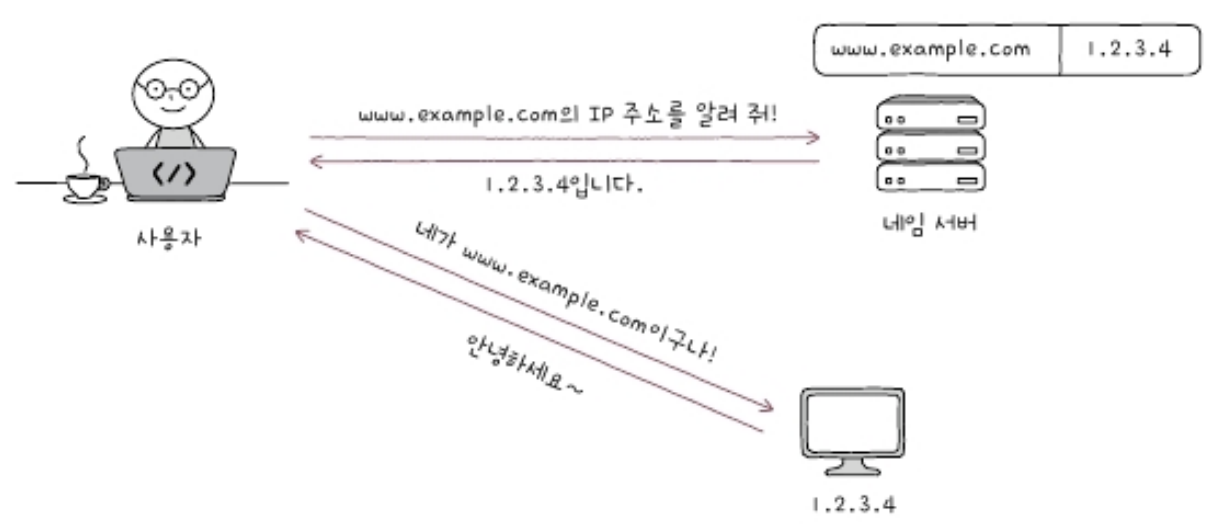 www.example.com 1.2.3.4
www.example.com의 IP 주소를 알려 줘!
</>
1.2.3.4입니다.
사용자
네임 서버
네가 www.example.com이구나!
안녕하세요~
1.2.3.4